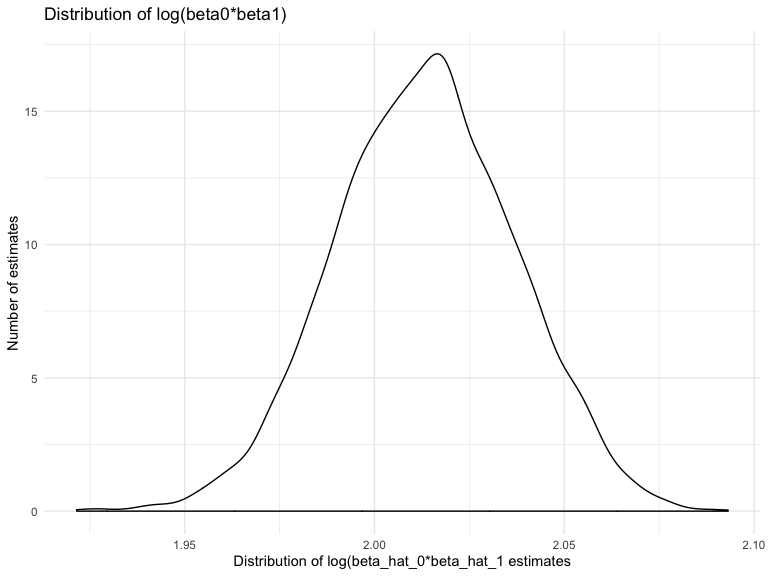 Distribution of log(beta0*beta1)
Number of estimates
15
10
5
0
1.95
2.00
2.05
2.10
Distribution of log(beta_hat_0*beta_hat_1 estimates